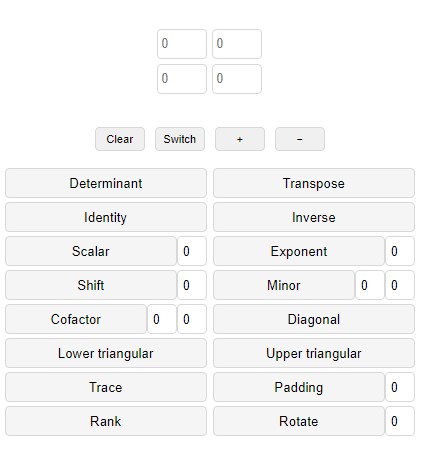 0 0
0 0
Clear Switch + −
Determinant Transpose
Identity Inverse
Scalar 0 Exponent 0
Shift 0 Minor 0 0
Cofactor 0 0 Diagonal
Lower triangular Upper triangular
Trace Padding 0
Rank Rotate 0